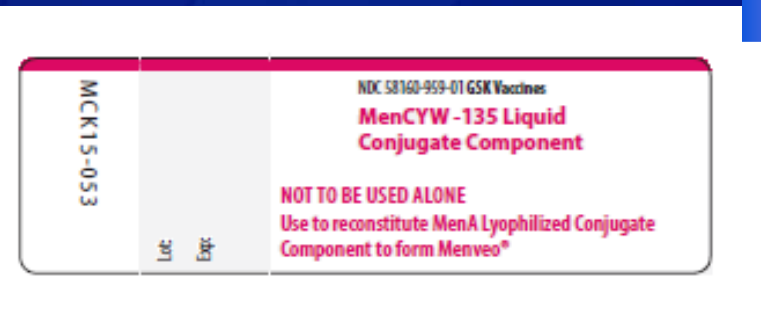 MCK15-053
Lot:
Exp:
NDC 58160-959-01 GSK Vaccines
MenCYW -135 Liquid
Conjugate Component
NOT TO BE USED ALONE
Use to reconstitute MenA Lyophilized Conjugate
Component to form Menveo®